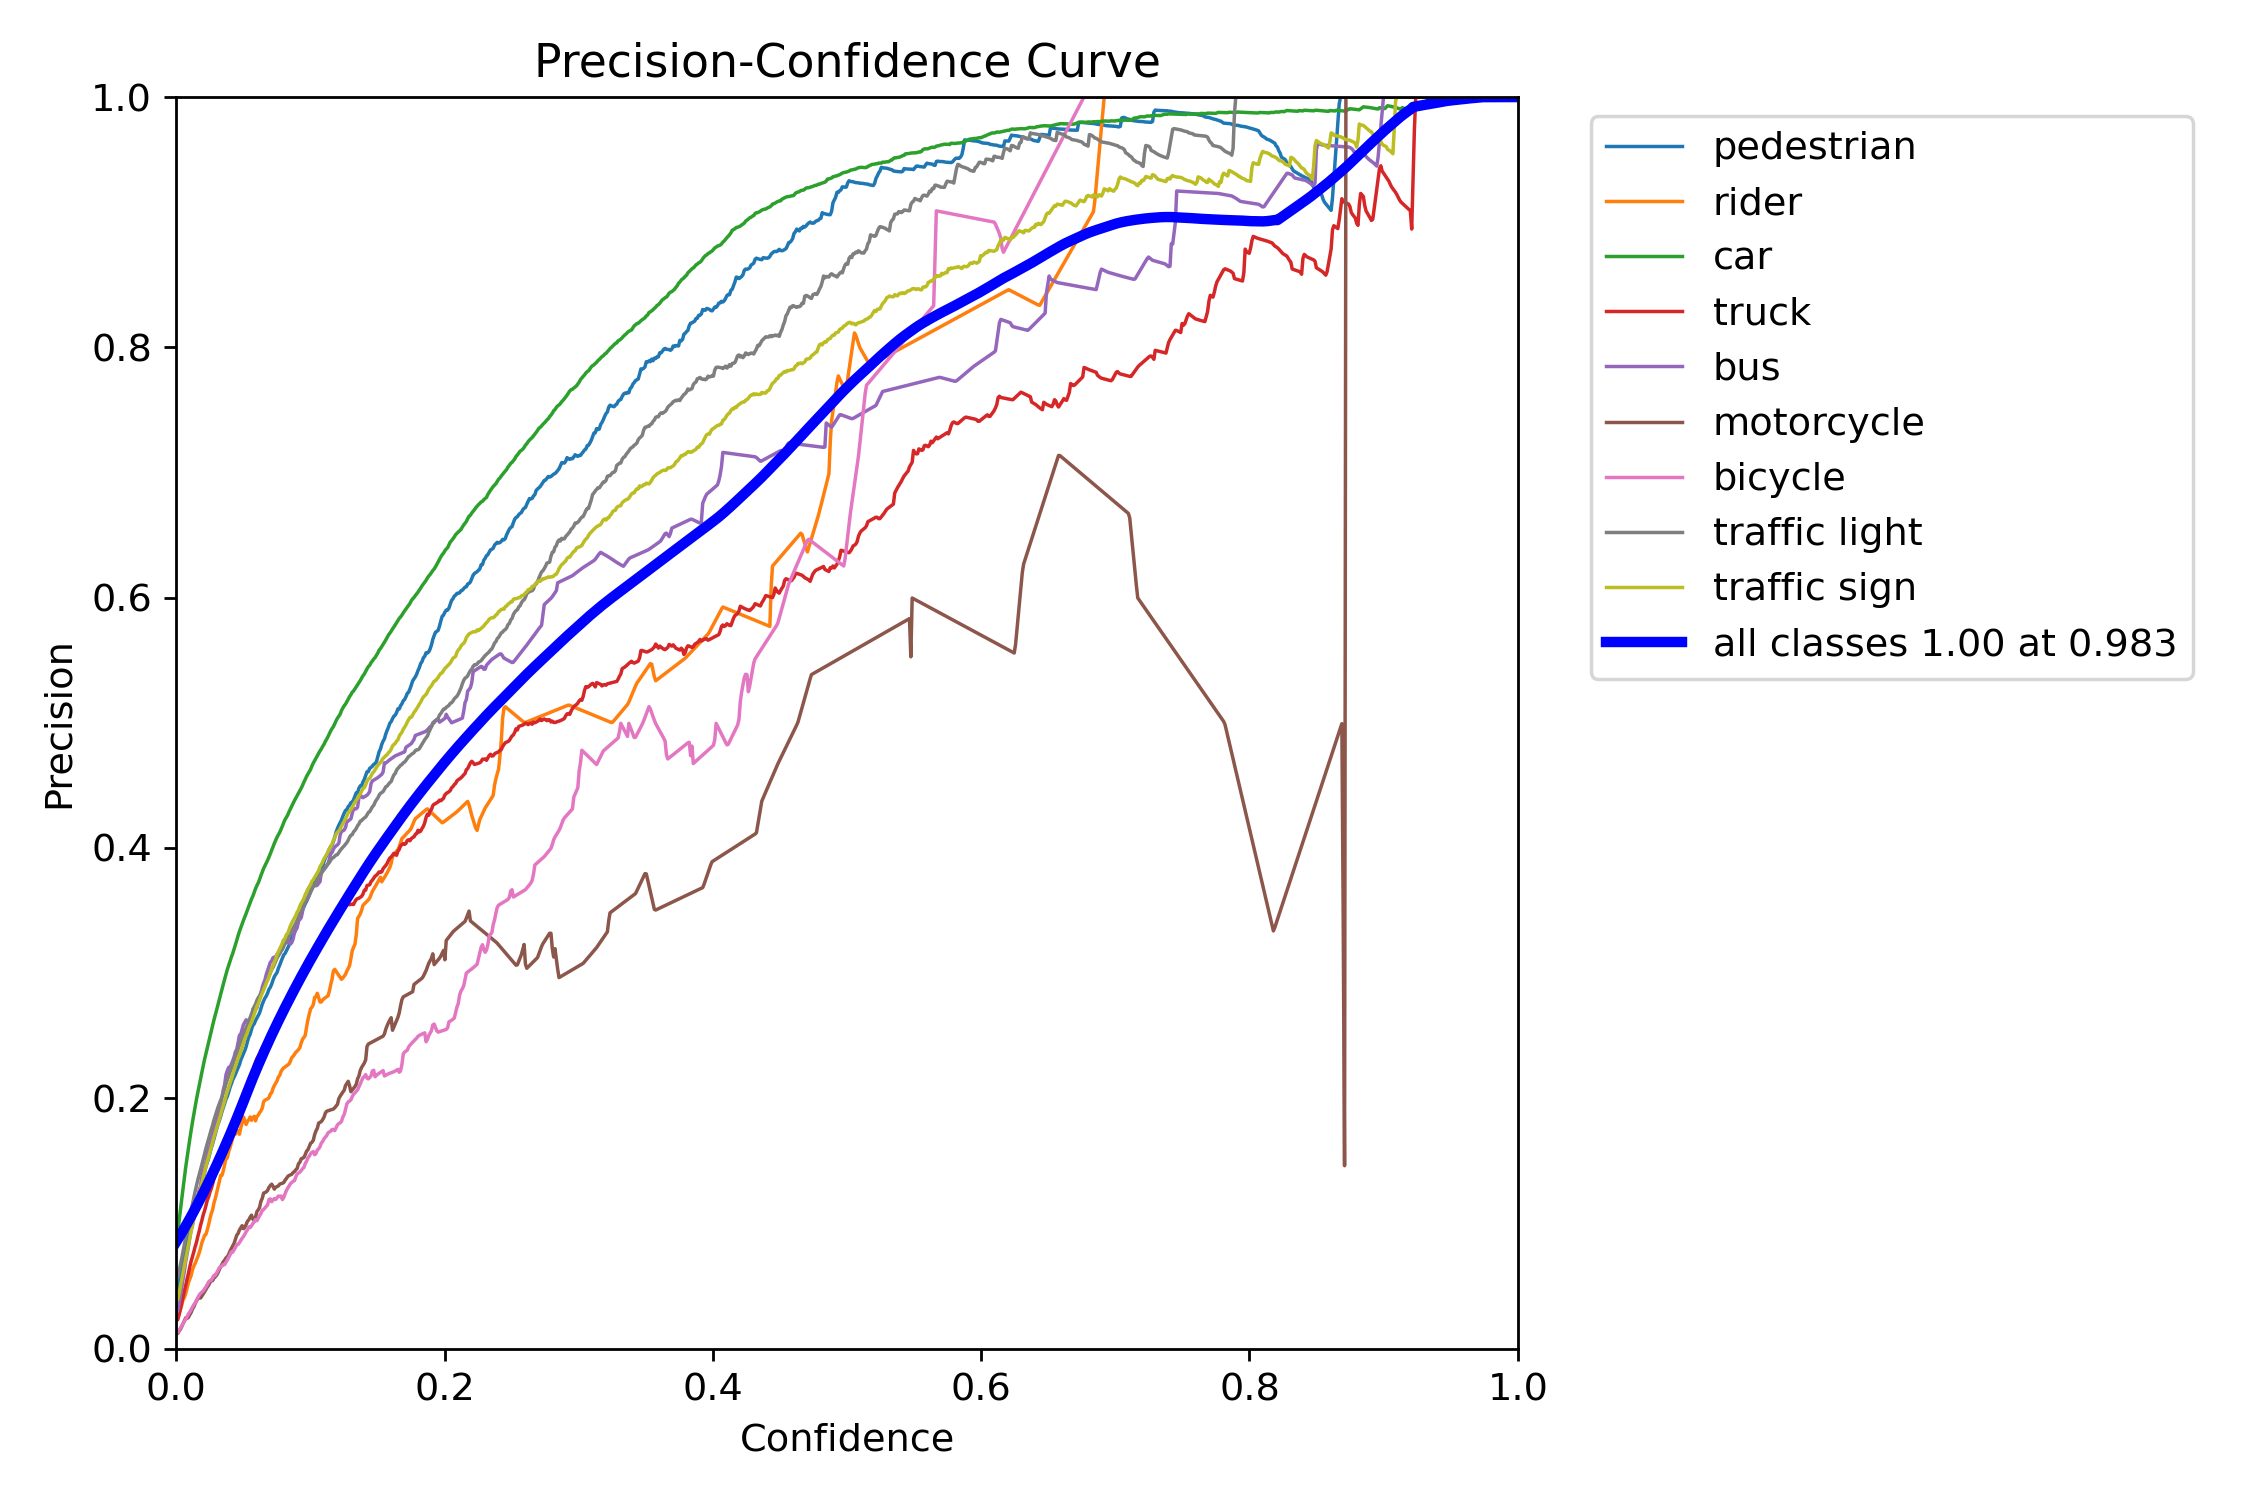 Precision-Confidence Curve
1.0
0.8
0.6
0.4
0.2
0.0
Precision
0.0 0.2 0.4 0.6 0.8 1.0
Confidence
pedestrian
rider
car
truck
bus
motorcycle
bicycle
traffic light
traffic sign
all classes 1.00 at 0.983